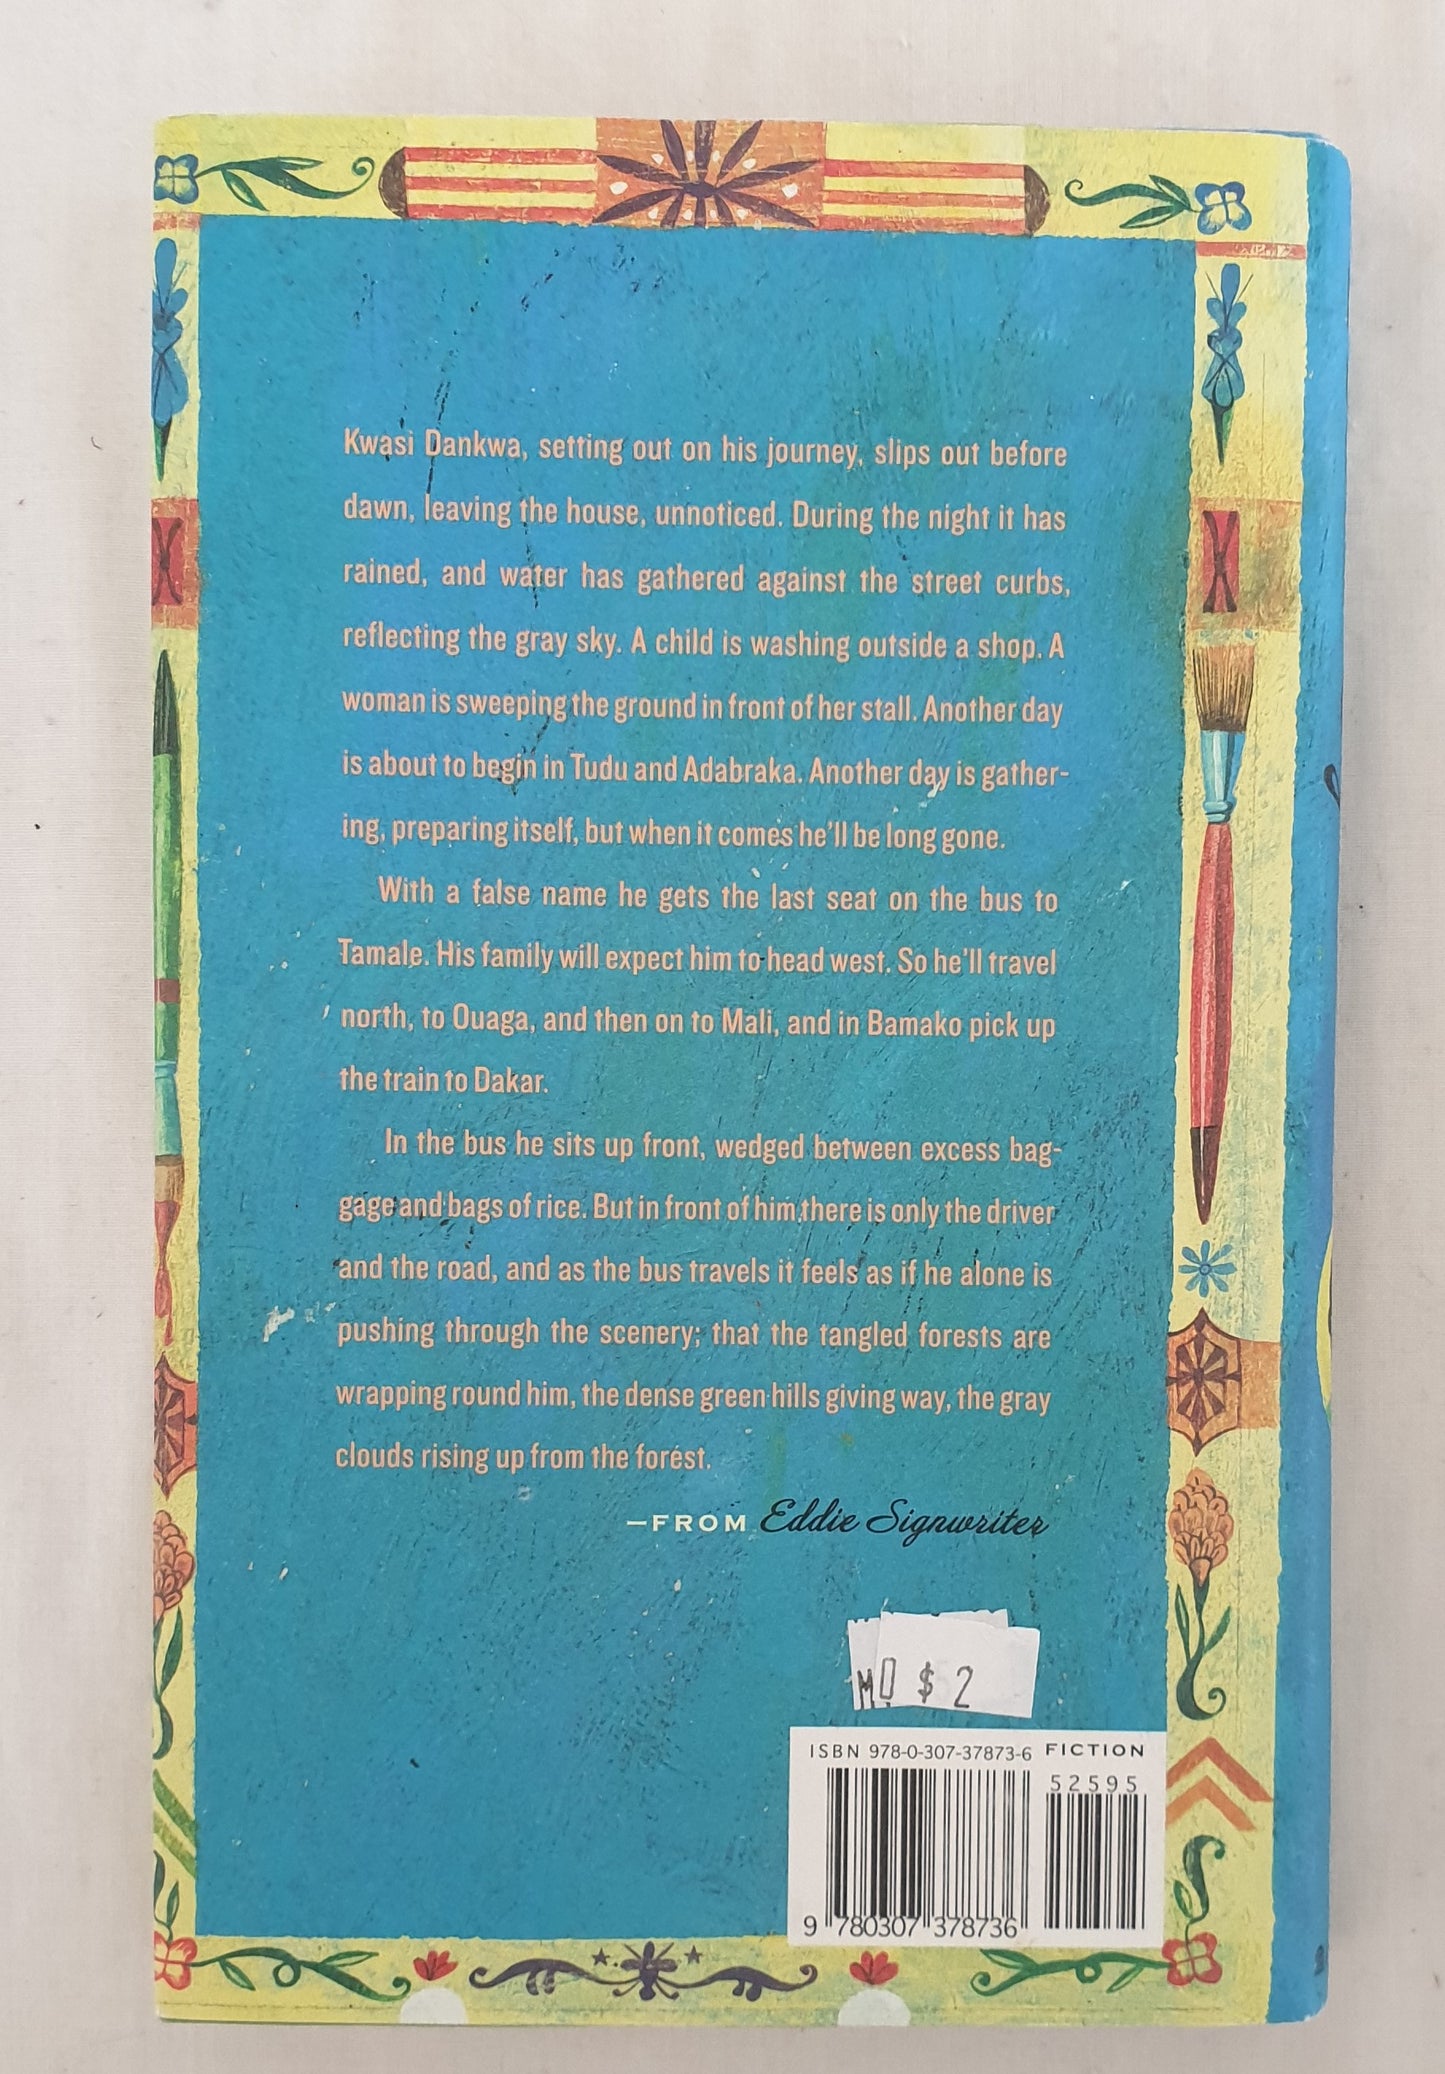 Kwasi Dankwa, setting out on his journey, slips out before
dawn, leaving the house, unnoticed. During the night it has
rained, and water has gathered against the street curbs,
reflecting the gray sky. A child is washing outside a shop. A
woman is sweeping the ground in front of her stall. Another day
is about to begin in Tudu and Adabraka. Another day is gather-
ing, preparing itself, but when it comes he'll be long gone.
With a false name he gets the last seat on the bus to
Tamale. His family will expect him to head west. So he'll travel
north, to Ouaga, and then on to Mali, and in Bamako pick up
the train to Dakar.
In the bus he sits up front, wedged between excess bag-
gage and bags of rice. But in front of him there is only the driver
and the road, and as the bus travels it feels as if he alone is
pushing through the scenery; that the tangled forests are
wrapping round him, the dense green hills giving way, the gray
clouds rising up from the forest.
—FROM Eddie Signwriter
MO $ 2
ISBN 978-0-307-37873-6 FICTION
52595
9 780307 378736